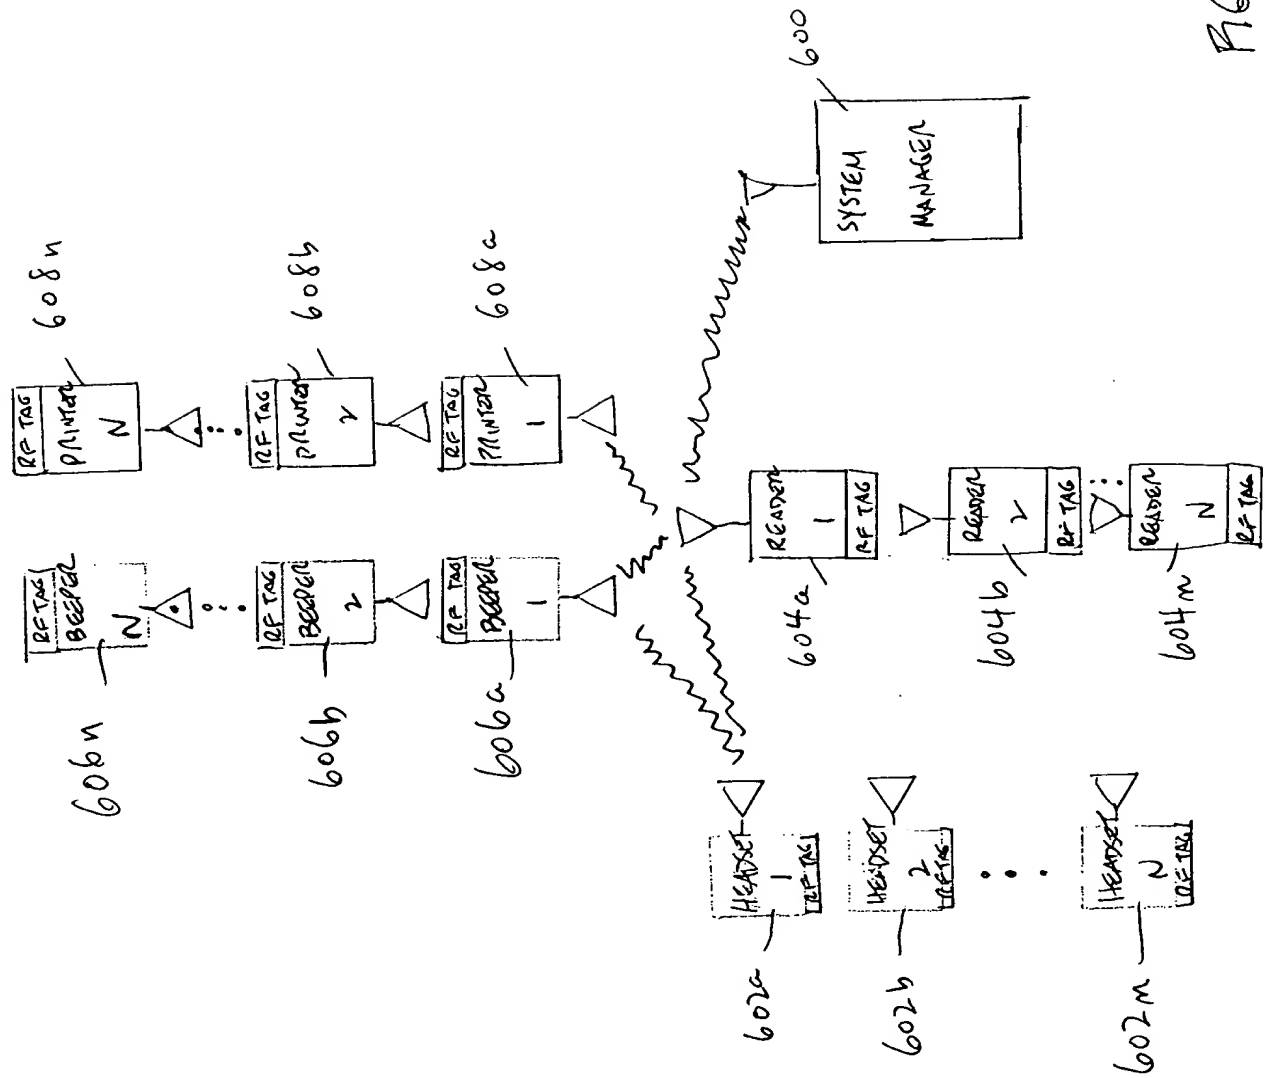 606n
RF TAG
BEEPER
N
606b
RF TAG
BEEPER
2
606a
RF TAG
BEEPER
1
608n
RF TAG
PRINTER
N
608b
RF TAG
PRINTER
2
608a
RF TAG
PRINTER
1
602a
HEADSET
1
RF TAG
602b
HEADSET
2
RF TAG
602n
HEADSET
N
RF TAG
604a
READER
1
RF TAG
604b
READER
2
RF TAG
604n
READER
N
RF TAG
600
SYSTEM
MANAGER